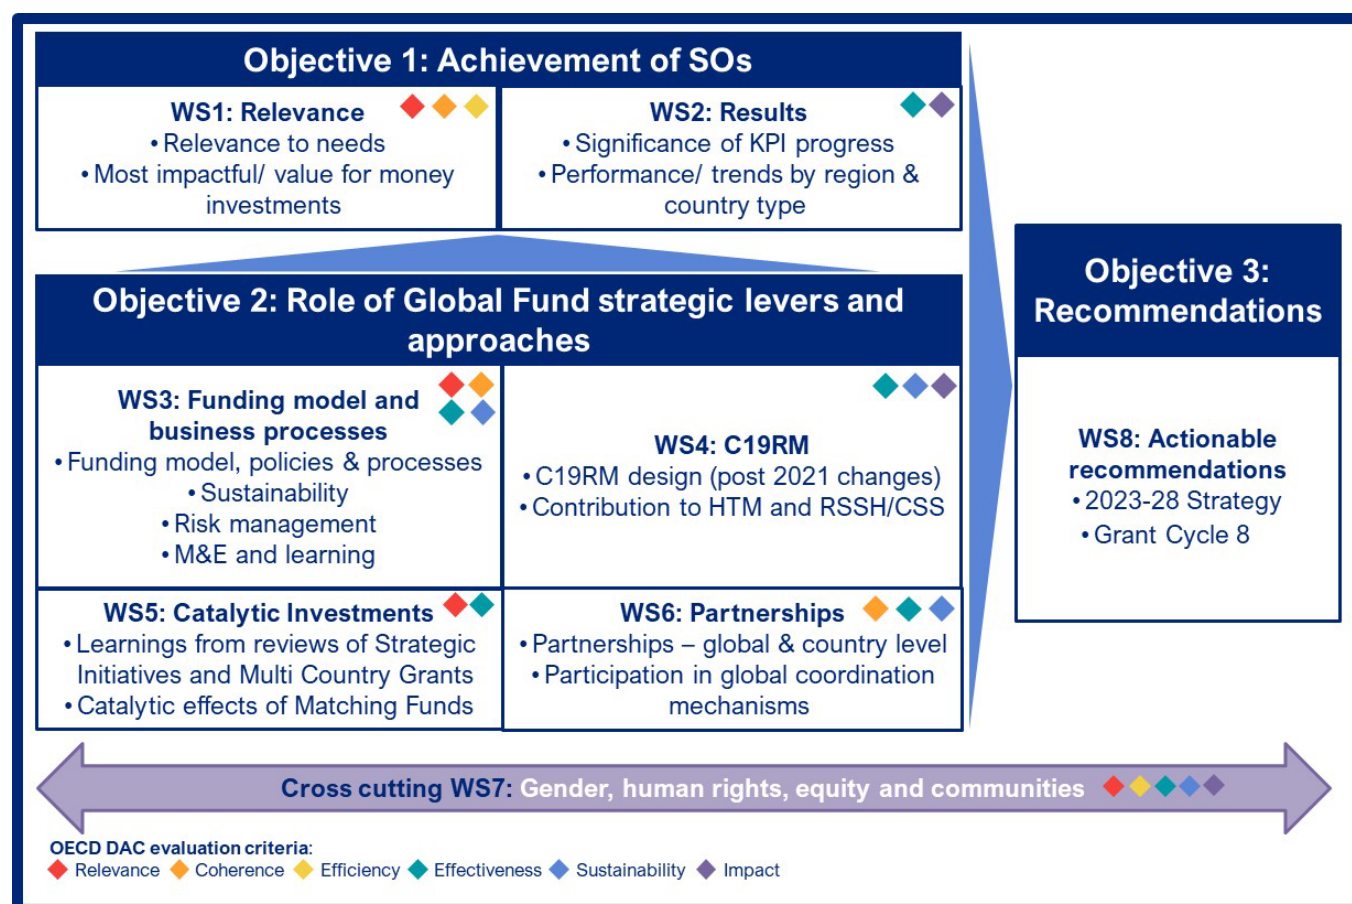 Objective 1: Achievement of SOs
WS1: Relevance
• Relevance to needs
• Most impactful/ value for money
investments
WS2: Results
• Significance of KPI progress
• Performance/ trends by region &
country type
Objective 2: Role of Global Fund strategic levers and
approaches
WS3: Funding model and
business processes
• Funding model, policies & processes
• Sustainability
• Risk management
• M&E and learning
WS4: C19RM
• C19RM design (post 2021 changes)
• Contribution to HTM and RSSH/CSS
WS5: Catalytic Investments
• Learnings from reviews of Strategic
Initiatives and Multi Country Grants
• Catalytic effects of Matching Funds
WS6: Partnerships
• Partnerships – global & country level
• Participation in global coordination
mechanisms
Objective 3:
Recommendations
WS8: Actionable
recommendations
• 2023-28 Strategy
• Grant Cycle 8
Cross cutting WS7: Gender, human rights, equity and communities
OECD DAC evaluation criteria:
Relevance Coherence Efficiency Effectiveness Sustainability Impact